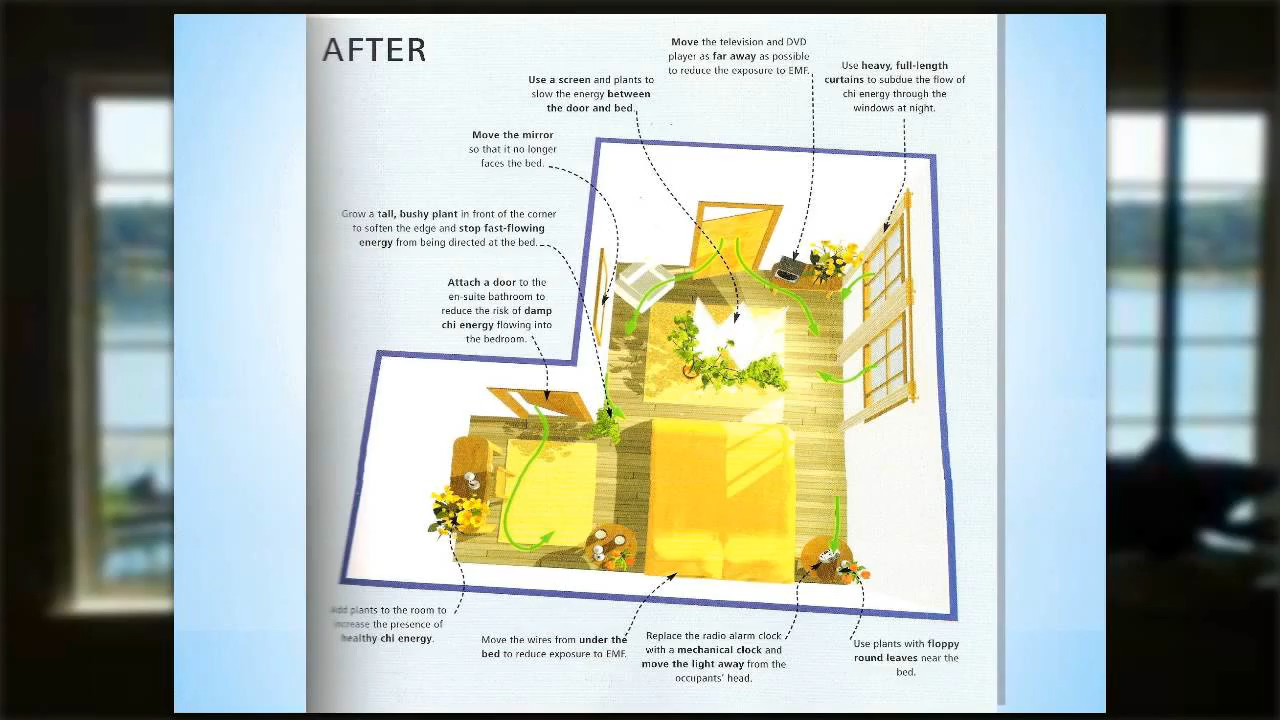 AFTER
Move the television and DVD
player as far away as possible
to reduce the exposure to EMF.
Use heavy, full-length
curtains to subdue the flow of
chi energy through the
windows at night.
Use a screen and plants to
slow the energy between
the door and bed.
Move the mirror
so that it no longer
faces the bed.
Grow a tall, bushy plant in front of the corner
to soften the edge and stop fast-flowing
energy from being directed at the bed.
Attach a door to the
en-suite bathroom to
reduce the risk of damp
chi energy flowing into
the bedroom.
Add plants to the room to
increase the presence of
healthy chi energy.
Move the wires from under the
bed to reduce exposure to EMF.
Replace the radio alarm clock
with a mechanical clock and
move the light away from the
occupants' head.
Use plants with floppy
round leaves near the
bed.